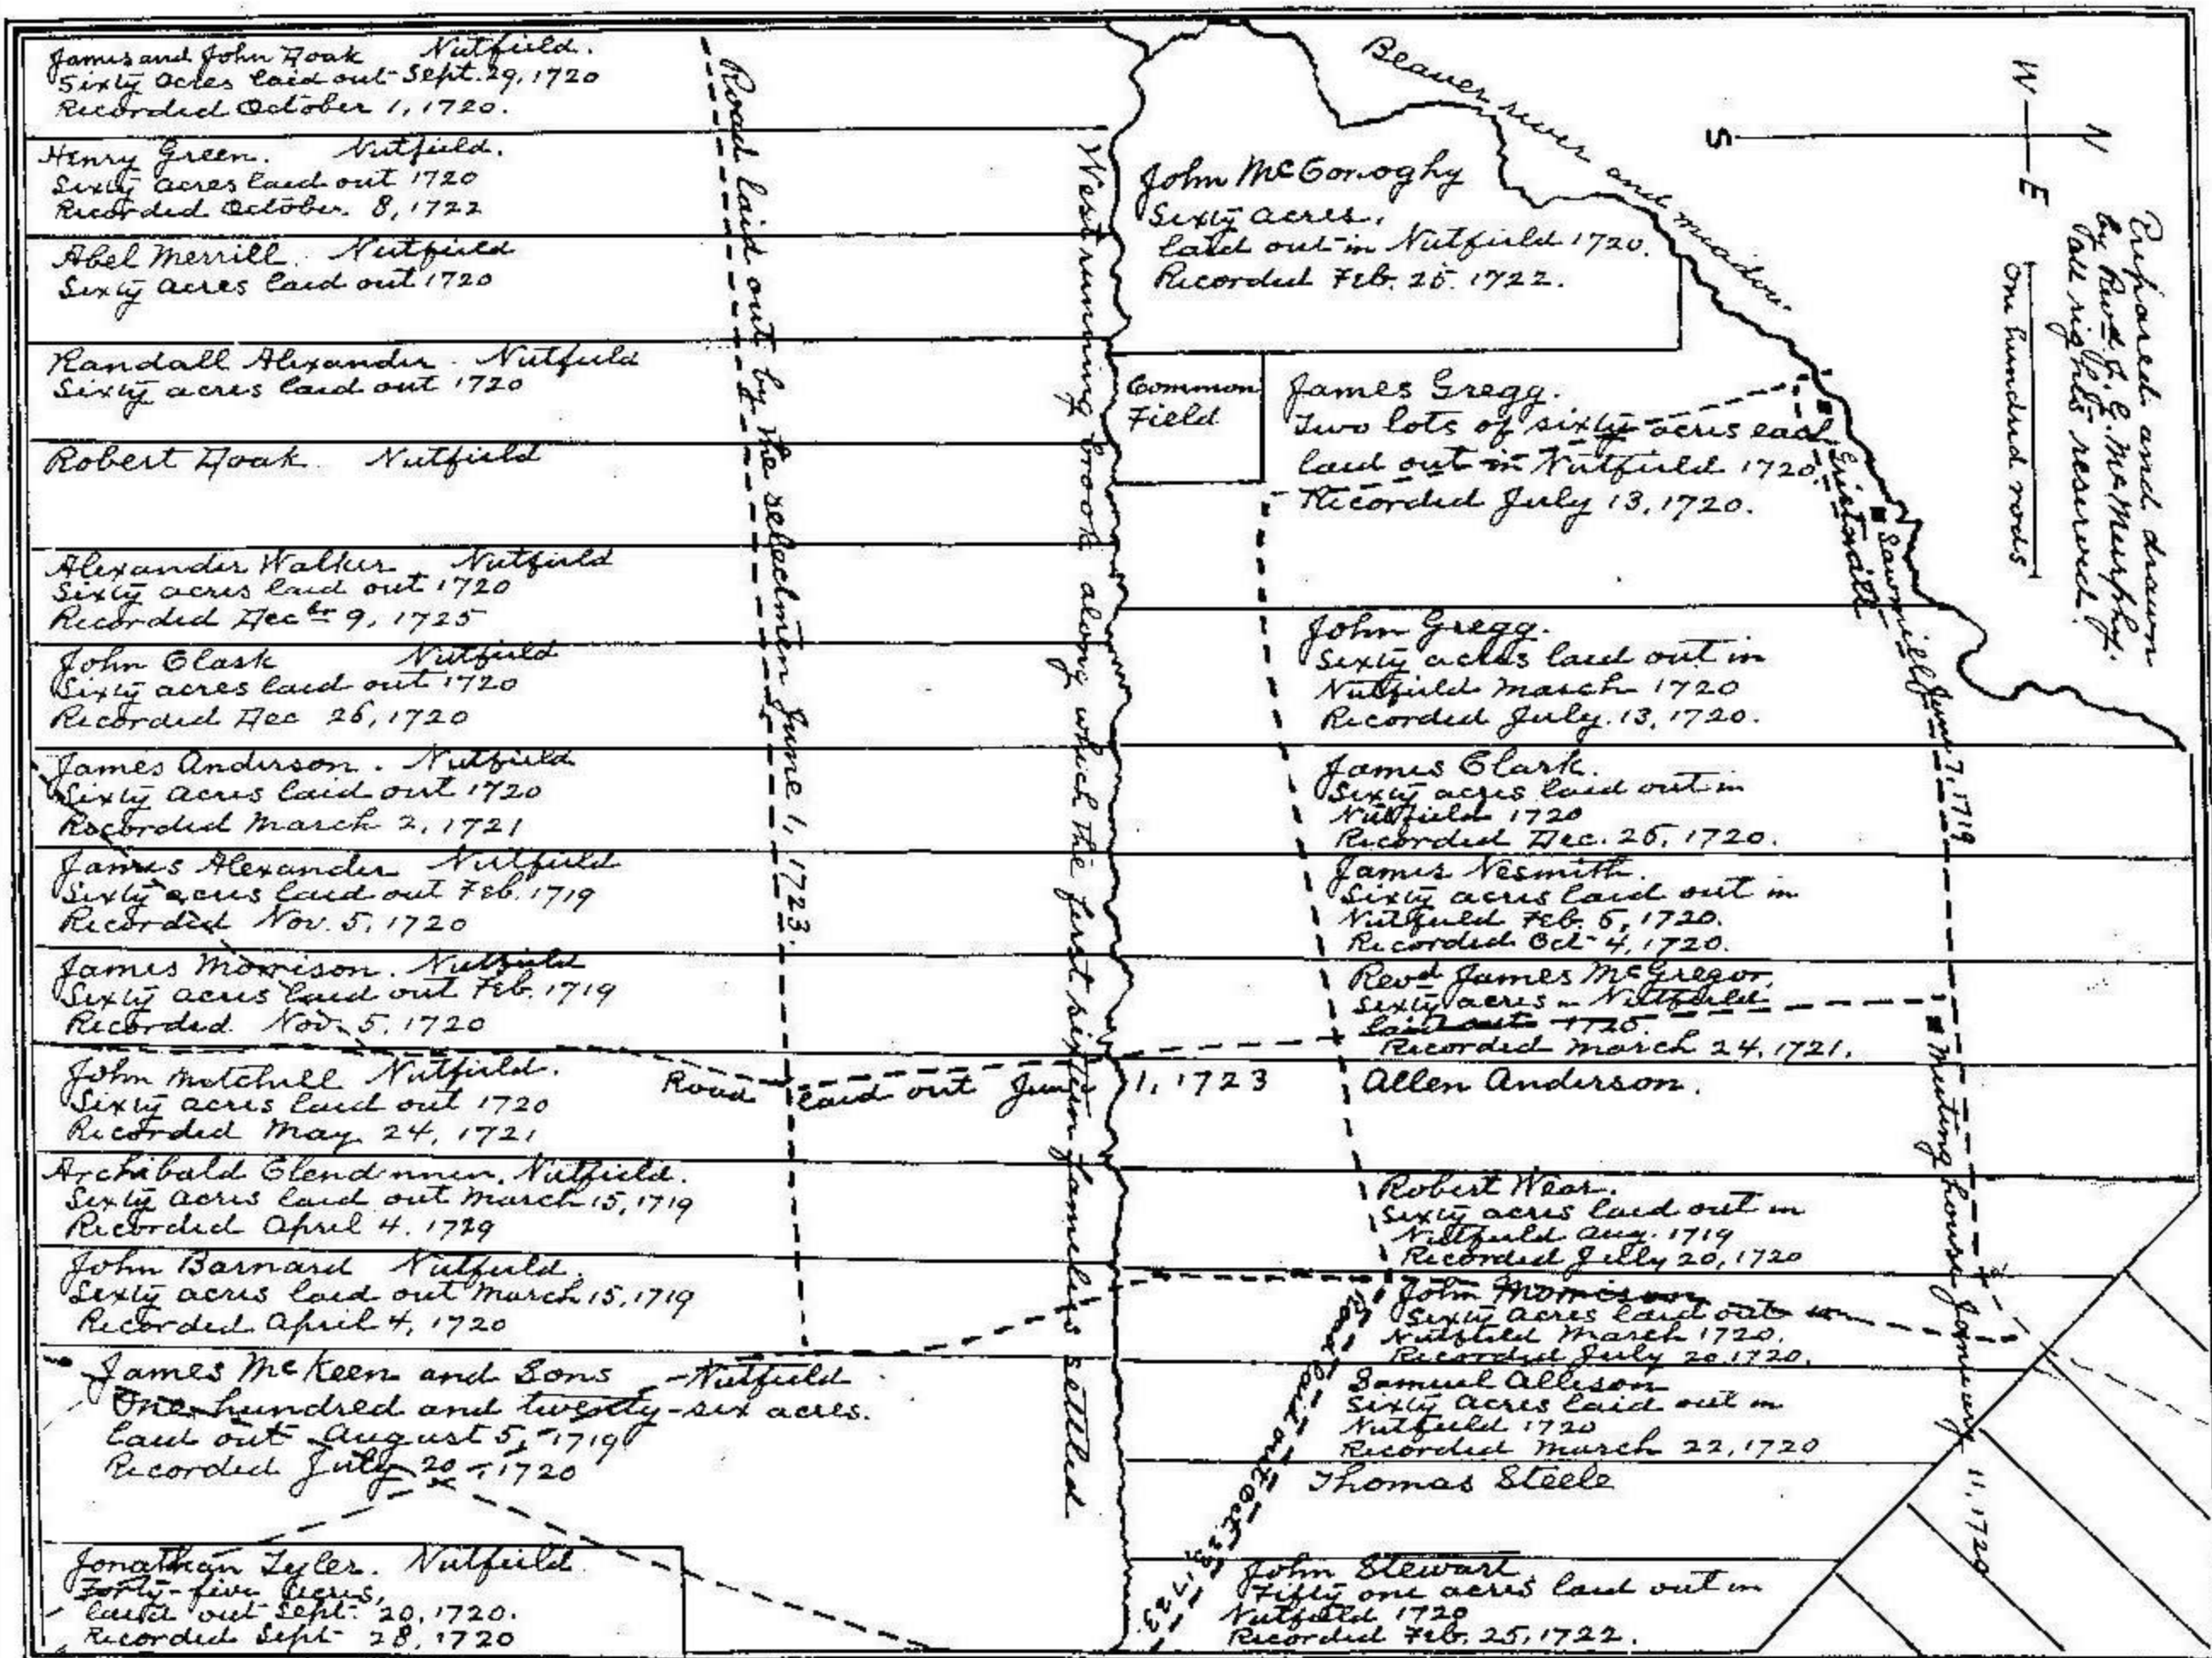 James and John Doak Nutfield.
Sixty acres laid out Sept. 29, 1720
Recorded October 1, 1720.
Henry Green. Nutfield.
Sixty acres laid out 1720
Recorded October. 8, 1722
Abel Merrill. Nutfield
Sixty acres laid out 1720
Randall Alexander. Nutfield
Sixty acres laid out 1720
Robert Doak. Nutfield
Alexander Walker. Nutfield
Sixty acres laid out 1720
Recorded Decbr 9, 1725
John Clark Nutfield
Sixty acres laid out 1720
Recorded Dec 26, 1720
James Anderson. Nutfield
Sixty acres laid out 1720
Recorded March 2, 1721
James Alexander Nutfield
Sixty acres laid out Feb. 1719
Recorded Nov. 5, 1720
James Morrison. Nutfield
Sixty acres laid out Feb. 1719
Recorded Nov. 5. 1720
John Mitchell Nutfield.
Sixty acres laid out 1720
Recorded May 24, 1721
Archibald Clendinnen. Nutfield.
Sixty acres laid out March 15, 1719
Recorded April 4. 1729
John Barnard Nutfield.
Sixty acres laid out March 15, 1719
Recorded April 4, 1720
James McKeen and Sons - Nutfield
One hundred and twenty-six acres.
laid out August 5, 1719
Recorded July 20, 1720
Jonathan Tyler. Nutfield.
Forty-five acres,
laid out Sept. 20, 1720.
Recorded Sept 28, 1720
Road laid out by the selectmen June 1, 1723.
West running brook along which the first sixteen families settled
Road laid out June 1, 1723
Beaver river and meadow.
John McConoghy
Sixty acres,
laid out in Nutfield 1720.
Recorded Feb. 25. 1722.
Common
Field
James Gregg.
Two lots of sixty acres each
laid out in Nutfield 1720.
Recorded July 13, 1720.
Gristmill
Sawmill June 7, 1719
John Gregg.
Sixty acres laid out in
Nutfield March 1720
Recorded July. 13, 1720.
James Clark.
Sixty acres laid out in
Nutfield 1720
Recorded Dec. 26, 1720.
James Nesmith.
Sixty acres laid out in
Nutfield Feb. 5, 1720.
Recorded Oct 4, 1720.
Revd James McGregor,
Sixty acres in Nutfield
laid out 1720.
Recorded March 24, 1721.
Allen Anderson.
Meeting house January 11, 1720
Robert Wear.
Sixty acres laid out in
Nutfield Aug. 1719
Recorded July 20, 1720
John Morrison
Sixty acres laid out in
Nutfield March 1720.
Recorded July 20, 1720.
Samuel Allison
Sixty acres laid out in
Nutfield 1720
Recorded March 22, 1720
Thomas Steele
Road laid out Oct 1723.
John Stewart
Fifty one acres laid out in
Nutfield 1720
Recorded Feb. 25, 1722.
N
W E
S
Prepared and drawn
by Revd J. G. MacMurphy.
all rights reserved.
One hundred rods